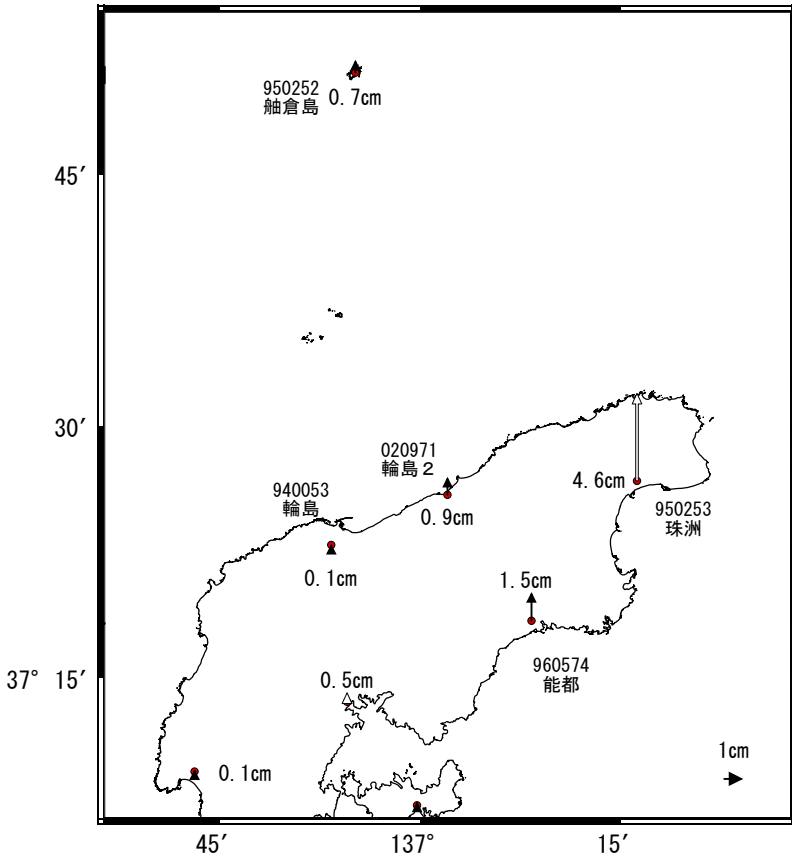 950252
舳倉島
0.7cm
45′
30′
020971
輪島2
940053
輪島
4.6cm
950253
珠洲
0.9cm
0.1cm
1.5cm
960574
能都
37° 15′
0.5cm
0.1cm
1cm
45′
137°
15′